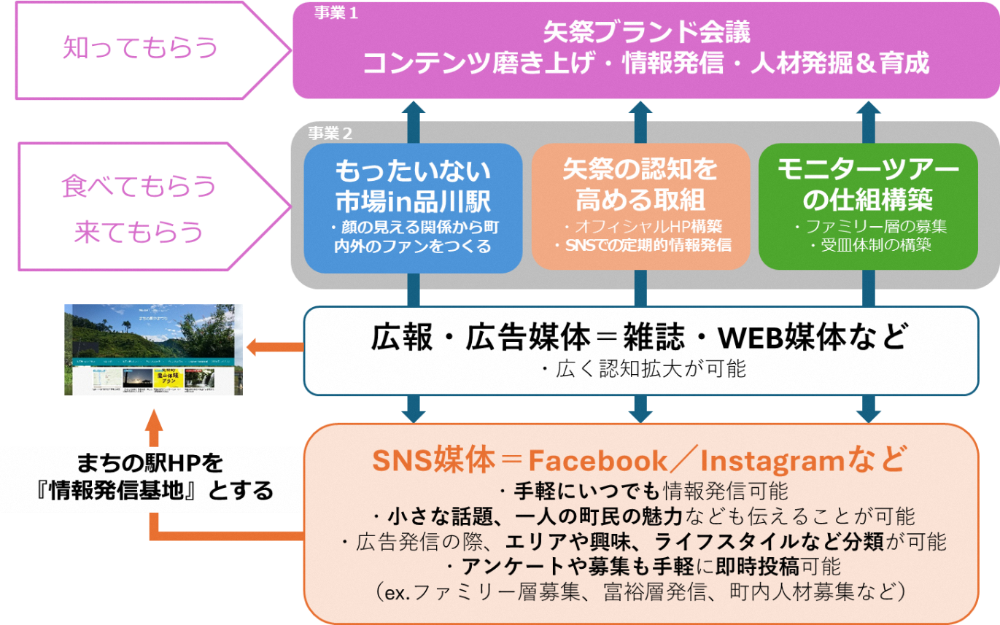 事業１
知ってもらう
矢祭ブランド会議
コンテンツ磨き上げ・情報発信・人材発掘＆育成
事業２
食べてもらう
来てもらう
もったいない
市場in品川駅
・顔の見える関係から町
内外のファンをつくる
矢祭の認知を
高める取組
・オフィシャルHP構築
・SNSでの定期的情報発信
モニターツアー
の仕組構築
・ファミリー層の募集
・受皿体制の構築
広報・広告媒体＝雑誌・WEB媒体など
・広く認知拡大が可能
まちの駅HPを
『情報発信基地』とする
SNS媒体＝Facebook／Instagramなど
・手軽にいつでも情報発信可能
・小さな話題、一人の町民の魅力なども伝えることが可能
・広告発信の際、エリアや興味、ライフスタイルなど分類が可能
・アンケートや募集も手軽に即時投稿可能
（ex.ファミリー層募集、富裕層発信、町内人材募集など）